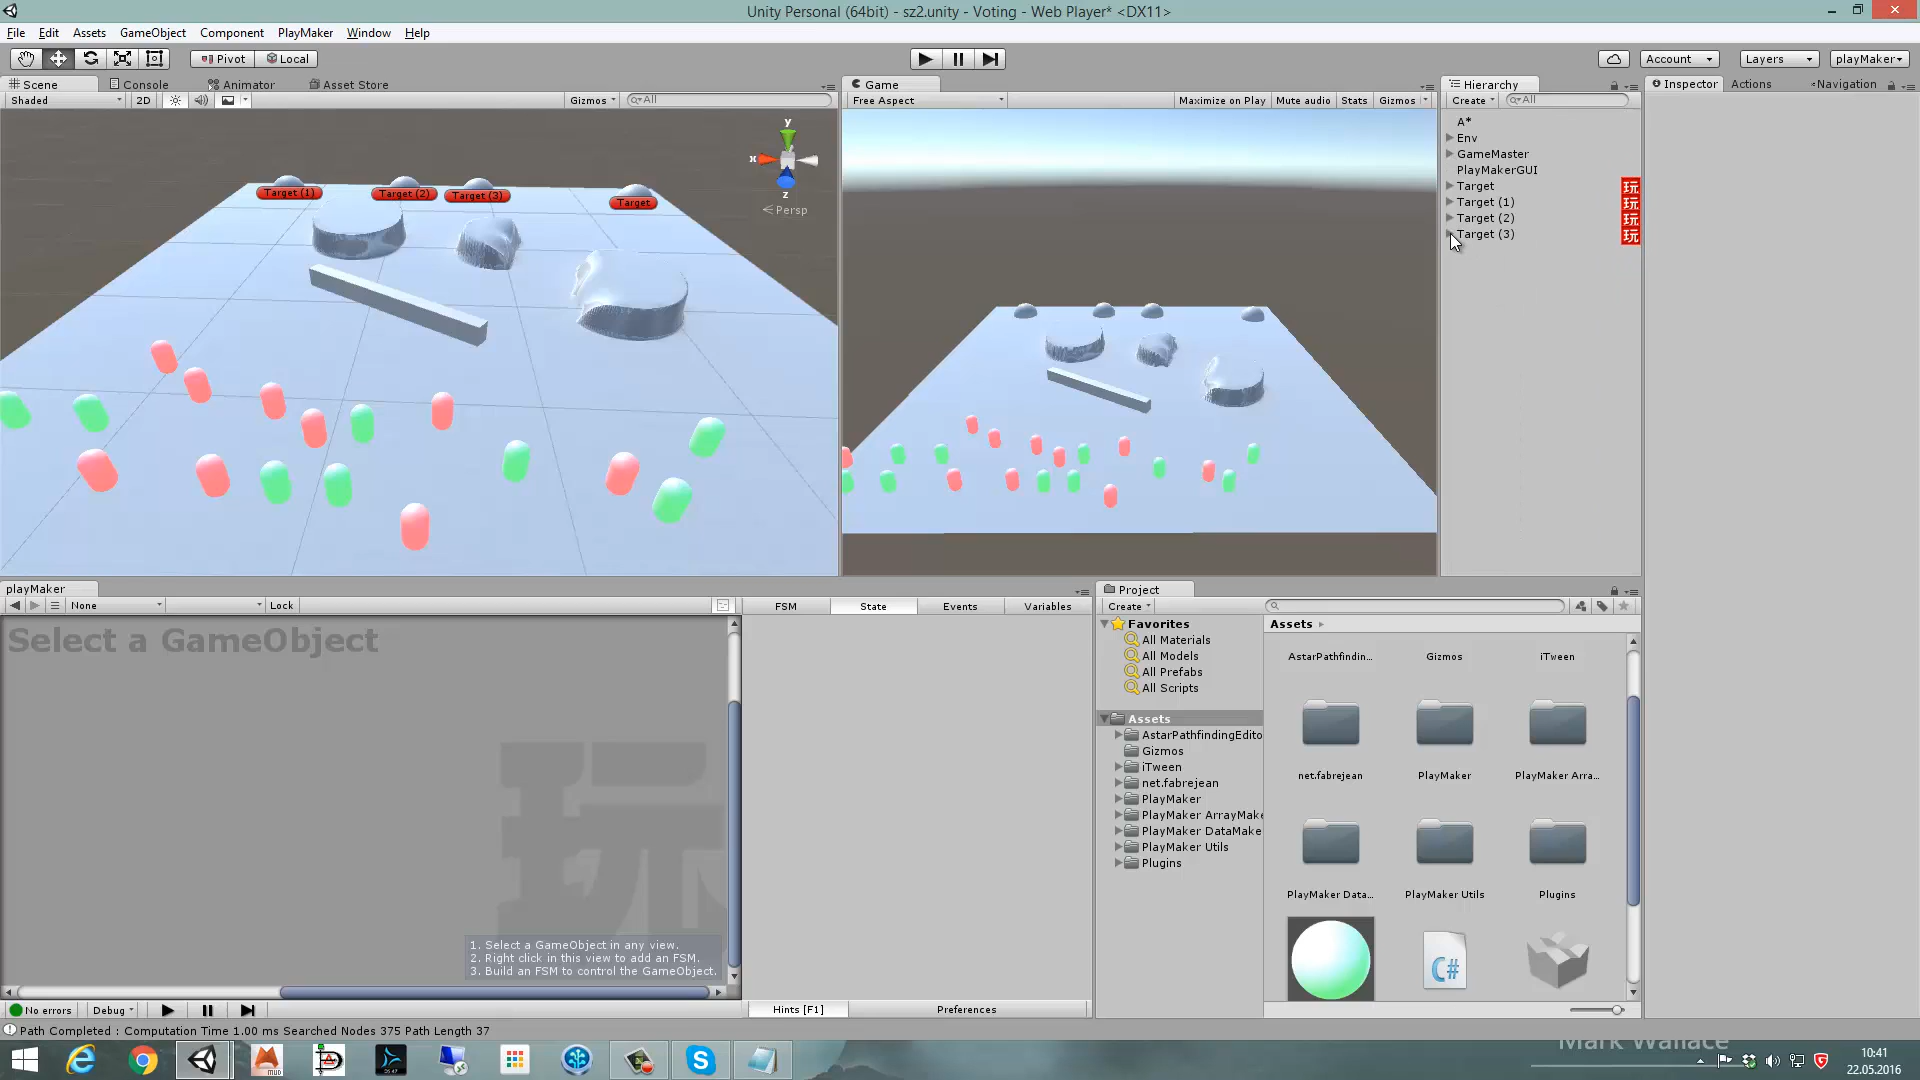 Unity Personal (64bit) - sz2.unity - Voting - Web Player* <DX11>
File Edit Assets GameObject Component PlayMaker Window Help
Pivot Local Account Layers playMaker
Scene Console Animator Asset Store
Shaded 2D Gizmos All
y
x
z
Persp
Target (1) Target (2) Target (3) Target
Game
Free Aspect Maximize on Play Mute audio Stats Gizmos
Hierarchy
Create All
A*
Env
GameMaster
PlayMakerGUI
Target 玩
Target (1) 玩
Target (2) 玩
Target (3) 玩
Inspector Actions Navigation
playMaker
None Lock
FSM State Events Variables
Select a GameObject
玩
1. Select a GameObject in any view.
2. Right click in this view to add an FSM.
3. Build an FSM to control the GameObject.
No errors Debug
Hints [F1] Preferences
Project
Create
Favorites
All Materials
All Models
All Prefabs
All Scripts
Assets
AstarPathfindingEdito
Gizmos
iTween
net.fabrejean
PlayMaker
PlayMaker ArrayMake
PlayMaker DataMake
PlayMaker Utils
Plugins
Assets
AstarPathfindin... Gizmos iTween
net.fabrejean PlayMaker PlayMaker Arra...
PlayMaker Data... PlayMaker Utils Plugins
C#
Path Completed : Computation Time 1.00 ms Searched Nodes 375 Path Length 37
Mark Wallace
MUD
10:41
22.05.2016